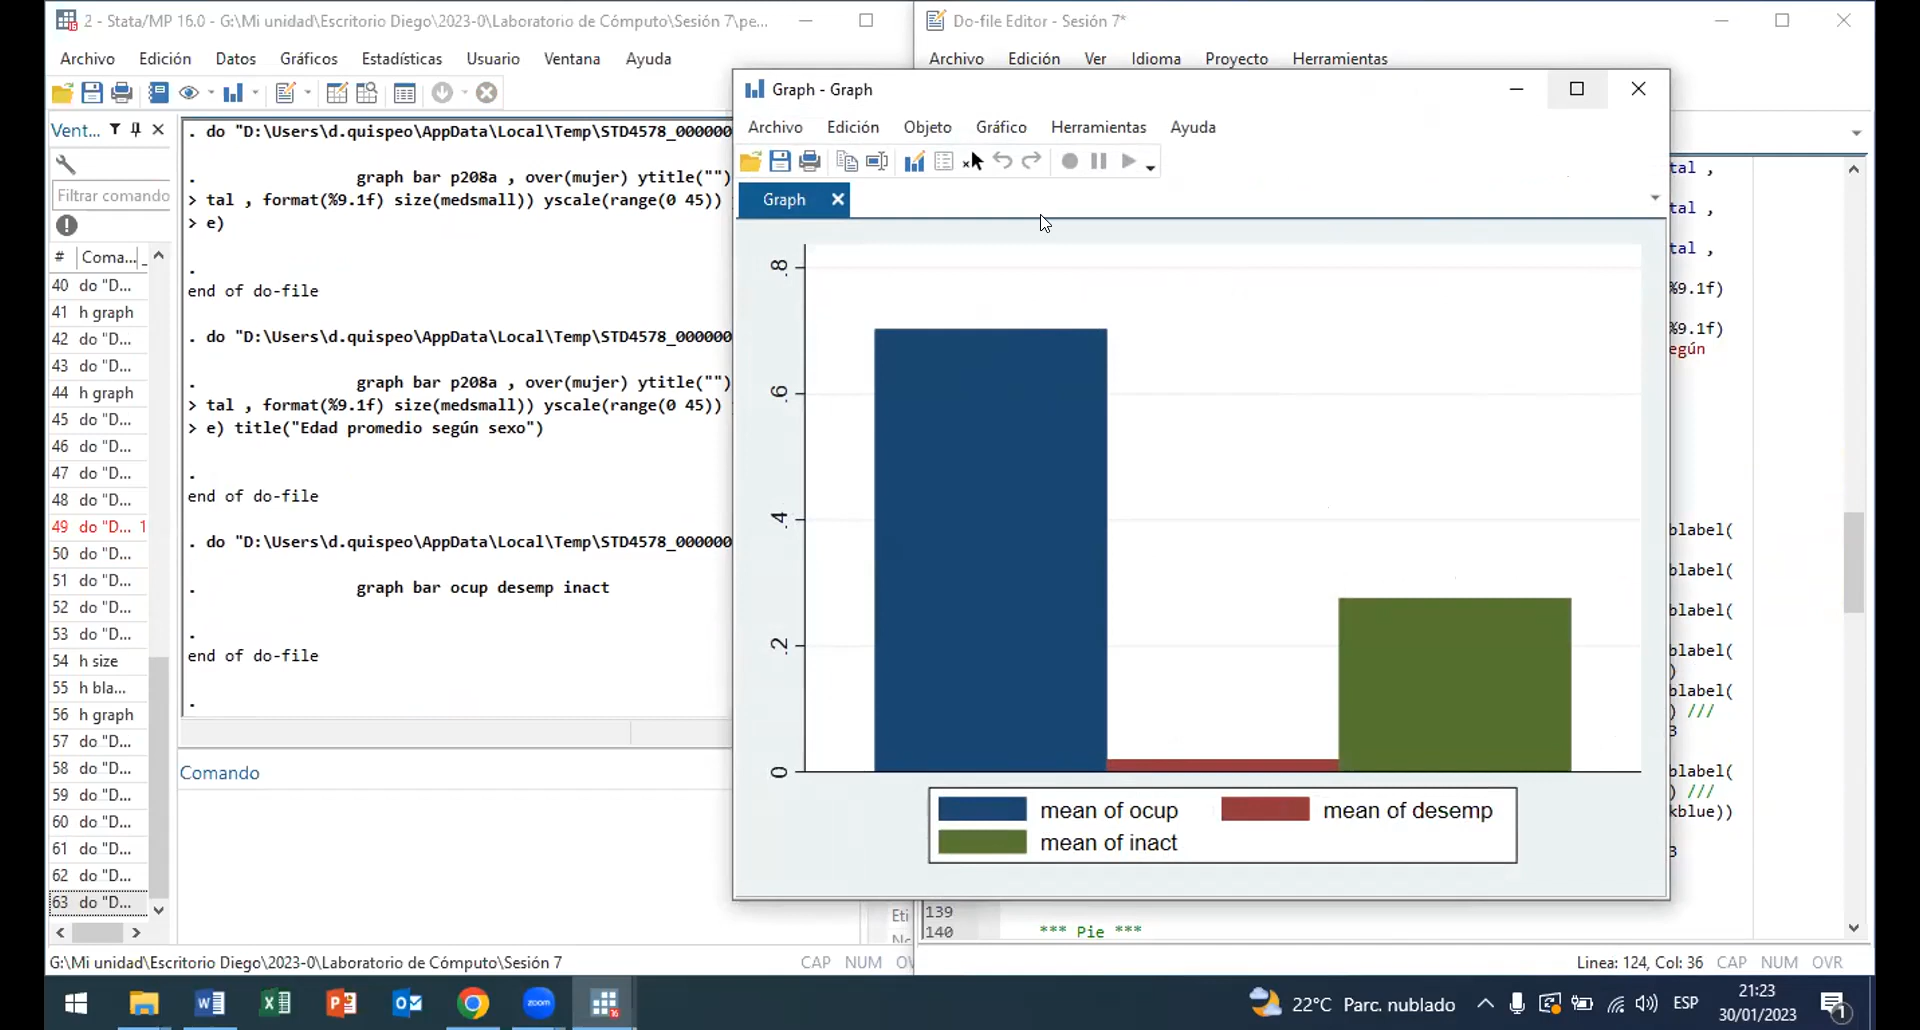 2 - Stata/MP 16.0 - G:\Mi unidad\Escritorio Diego\2023-0\Laboratorio de Cómputo\Sesión 7\pe...
Archivo Edición Datos Gráficos Estadísticas Usuario Ventana Ayuda
Vent...
Filtrar comando
# Coma...
40 do "D...
41 h graph
42 do "D...
43 do "D...
44 h graph
45 do "D...
46 do "D...
47 do "D...
48 do "D...
49 do "D... 1
50 do "D...
51 do "D...
52 do "D...
53 do "D...
54 h size
55 h bla...
56 h graph
57 do "D...
58 do "D...
59 do "D...
60 do "D...
61 do "D...
62 do "D...
63 do "D...
. do "D:\Users\d.quispeo\AppData\Local\Temp\STD4578_000000
. graph bar p208a , over(mujer) ytitle("")
> tal , format(%9.1f) size(medsmall)) yscale(range(0 45))
> e)
.
end of do-file
. do "D:\Users\d.quispeo\AppData\Local\Temp\STD4578_000000
. graph bar p208a , over(mujer) ytitle("")
> tal , format(%9.1f) size(medsmall)) yscale(range(0 45))
> e) title("Edad promedio según sexo")
.
end of do-file
. do "D:\Users\d.quispeo\AppData\Local\Temp\STD4578_000000
. graph bar ocup desemp inact
.
end of do-file
.
Comando
G:\Mi unidad\Escritorio Diego\2023-0\Laboratorio de Cómputo\Sesión 7
CAP NUM
Do-file Editor - Sesión 7*
Archivo Edición Ver Idioma Proyecto Herramientas
Graph - Graph
Archivo Edición Objeto Gráfico Herramientas Ayuda
Graph
.8
.6
.4
.2
0
mean of ocup mean of desemp
mean of inact
tal ,
tal ,
tal ,
%9.1f)
%9.1f)
egún
blabel(
blabel(
blabel(
blabel(
)
blabel(
) ///
3
blabel(
) ///
kblue))
3
139
140 *** Pie ***
Linea: 124, Col: 36 CAP NUM OVR
22°C Parc. nublado
ESP
21:23
30/01/2023
1